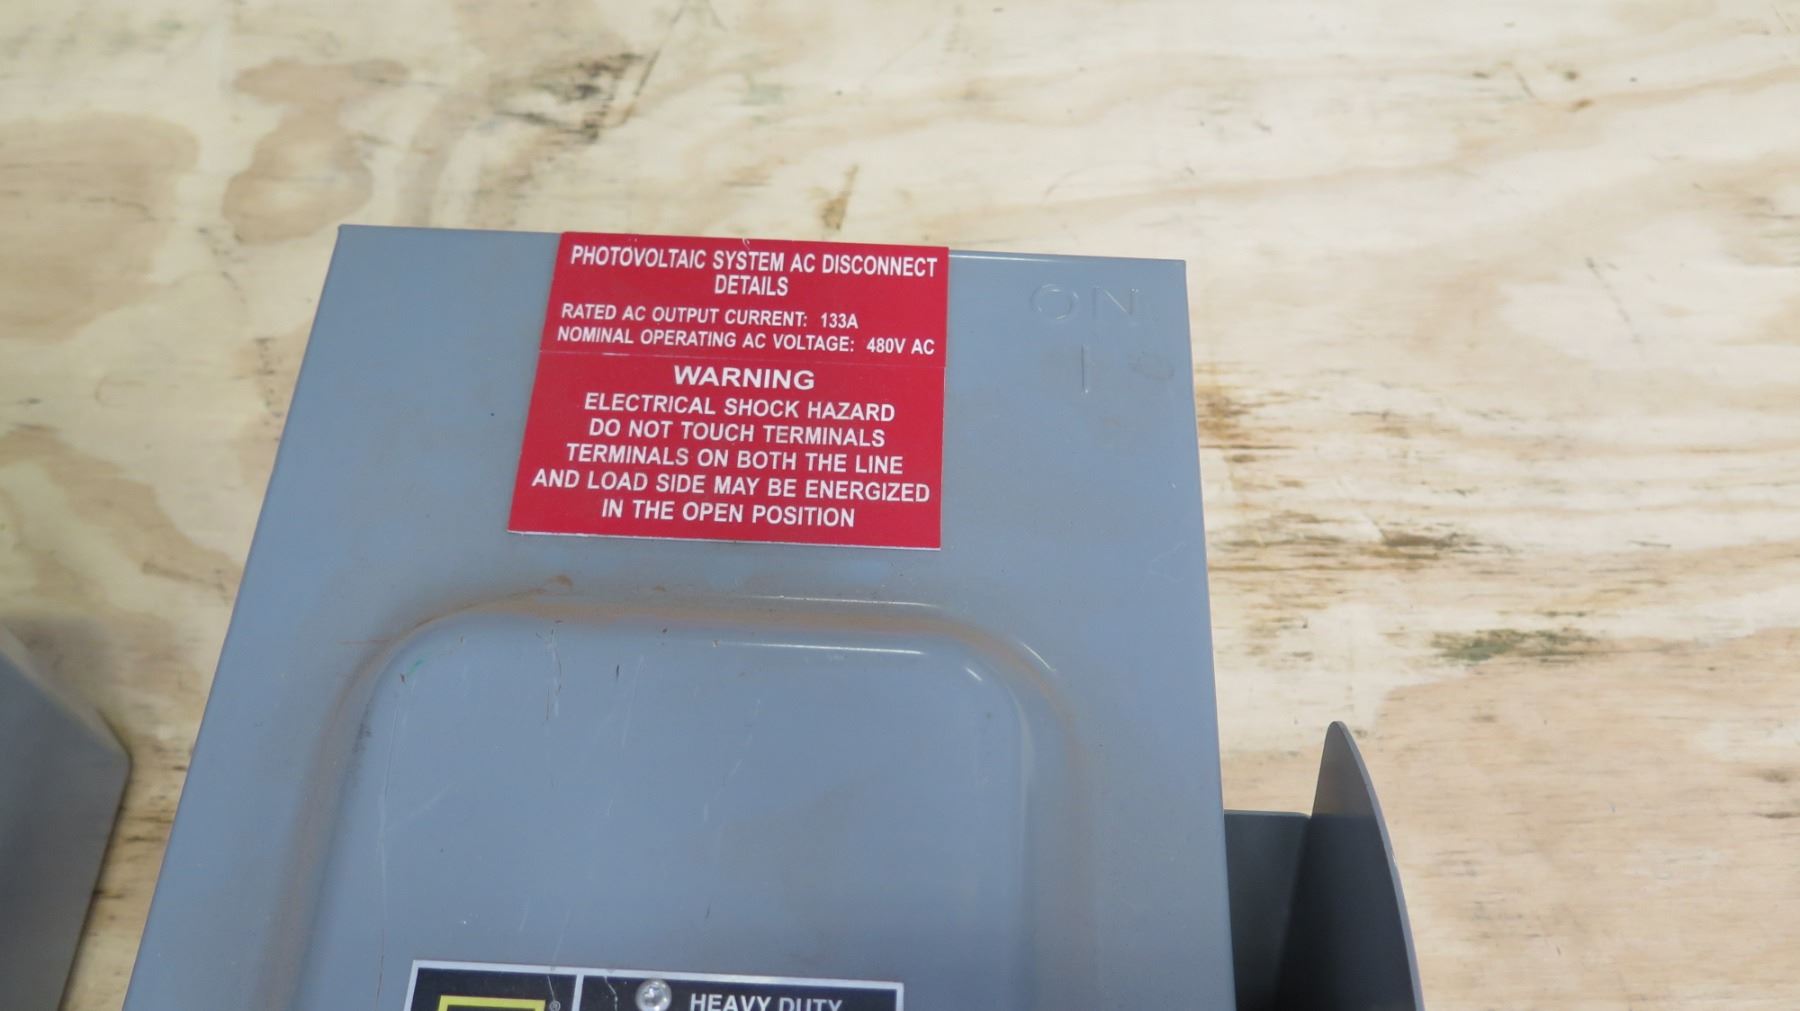 PHOTOVOLTAIC SYSTEM AC DISCONNECT
DETAILS
RATED AC OUTPUT CURRENT: 133A
NOMINAL OPERATING AC VOLTAGE: 480V AC
WARNING
ELECTRICAL SHOCK HAZARD
DO NOT TOUCH TERMINALS
TERMINALS ON BOTH THE LINE
AND LOAD SIDE MAY BE ENERGIZED
IN THE OPEN POSITION
ON
I
®
HEAVY DUTY